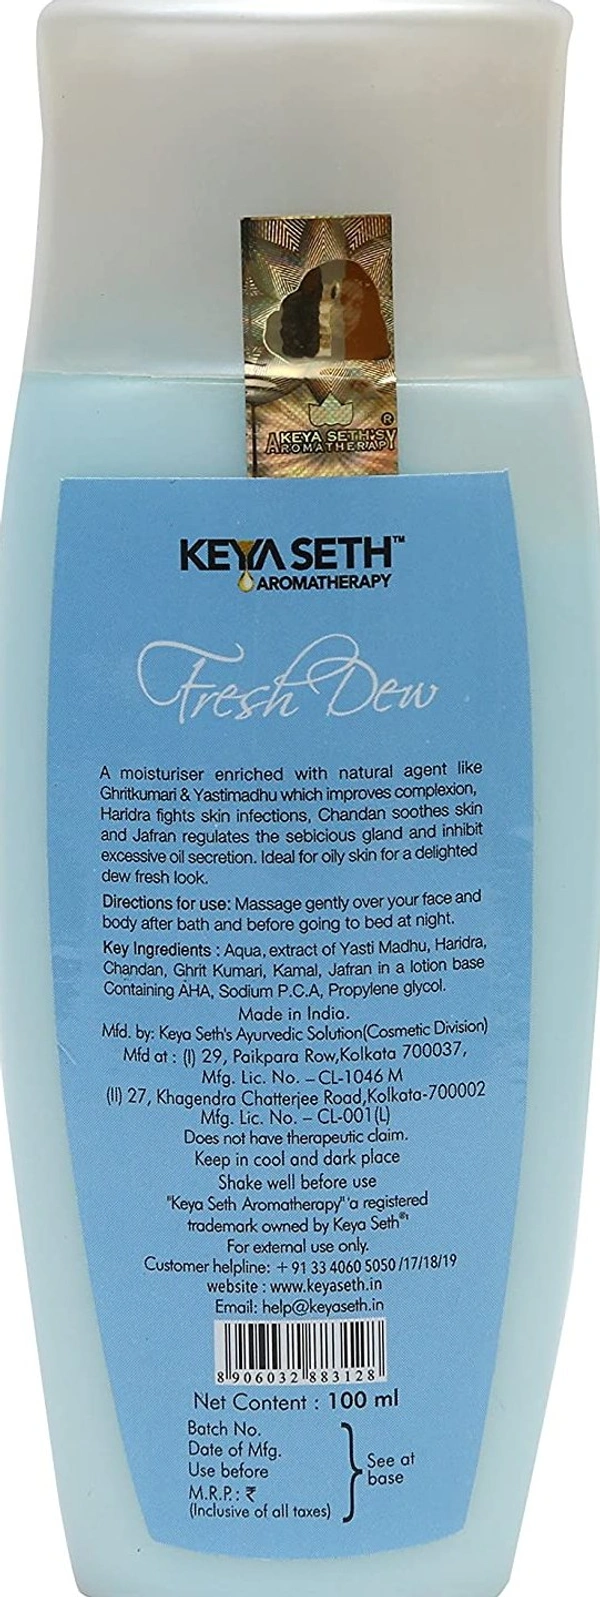 KEYA SETH'S
AROMATHERAPY
®
KEYA SETH™
AROMATHERAPY
Fresh Dew
A moisturiser enriched with natural agent like
Ghritkumari & Yastimadhu which improves complexion,
Haridra fights skin infections, Chandan soothes skin
and Jafran regulates the sebicious gland and inhibit
excessive oil secretion. Ideal for oily skin for a delighted
dew fresh look.
Directions for use: Massage gently over your face and
body after bath and before going to bed at night.
Key Ingredients : Aqua, extract of Yasti Madhu, Haridra,
Chandan, Ghrit Kumari, Kamal, Jafran in a lotion base
Containing AHA, Sodium P.C.A, Propylene glycol.
Made in India.
Mfd. by: Keya Seth's Ayurvedic Solution(Cosmetic Division)
Mfd at : (I) 29, Paikpara Row,Kolkata 700037,
Mfg. Lic. No. – CL-1046 M
(II) 27, Khagendra Chatterjee Road,Kolkata-700002
Mfg. Lic. No. – CL-001(L)
Does not have therapeutic claim.
Keep in cool and dark place
Shake well before use
"Keya Seth Aromatherapy" 'a registered
trademark owned by Keya Seth®'
For external use only.
Customer helpline: +91 33 4060 5050 /17/18/19
website : www.keyaseth.in
Email: help@keyaseth.in
8 906032 883128
Net Content : 100 ml
Batch No.
Date of Mfg.
Use before
M.R.P.: ₹
(Inclusive of all taxes)
See at
base